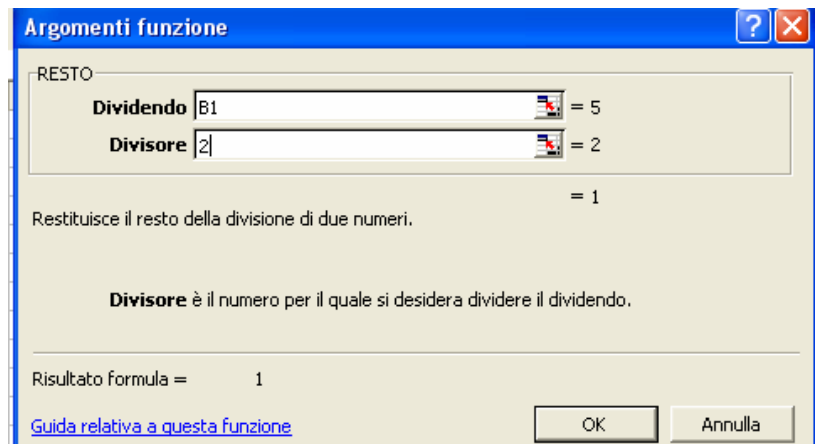 Argomenti funzione
RESTO
Dividendo B1 = 5
Divisore 2 = 2
= 1
Restituisce il resto della divisione di due numeri.
Divisore è il numero per il quale si desidera dividere il dividendo.
Risultato formula = 1
Guida relativa a questa funzione OK Annulla